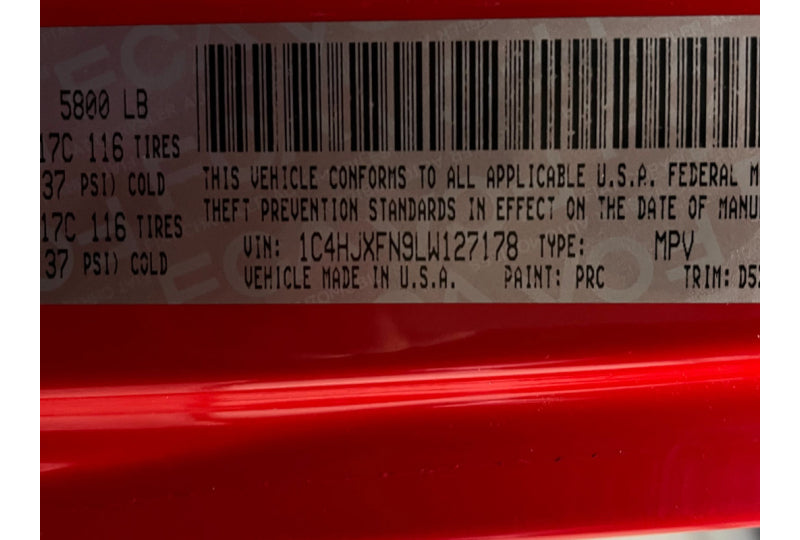 5800 LB
17C 116 TIRES
37 PSI) COLD
17C 116 TIRES
37 PSI) COLD
THIS VEHICLE CONFORMS TO ALL APPLICABLE U.S.A. FEDERAL M
THEFT PREVENTION STANDARDS IN EFFECT ON THE DATE OF MANU
VIN: 1C4HJXFN9LW127178 TYPE: MPV
VEHICLE MADE IN U.S.A. PAINT: PRC TRIM: D5